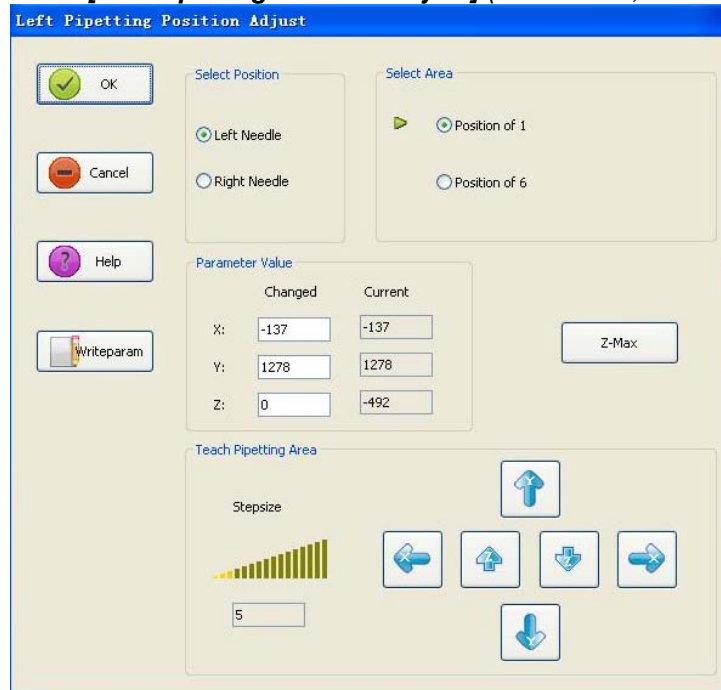 Left Pipetting Position Adjust
OK
Cancel
Help
Writeparam
Select Position
Left Needle
Right Needle
Select Area
Position of 1
Position of 6
Parameter Value
Changed Current
X: -137 -137
Y: 1278 1278
Z: 0 -492
Z-Max
Teach Pipetting Area
Stepsize
5
Y
X Z Z X
Y